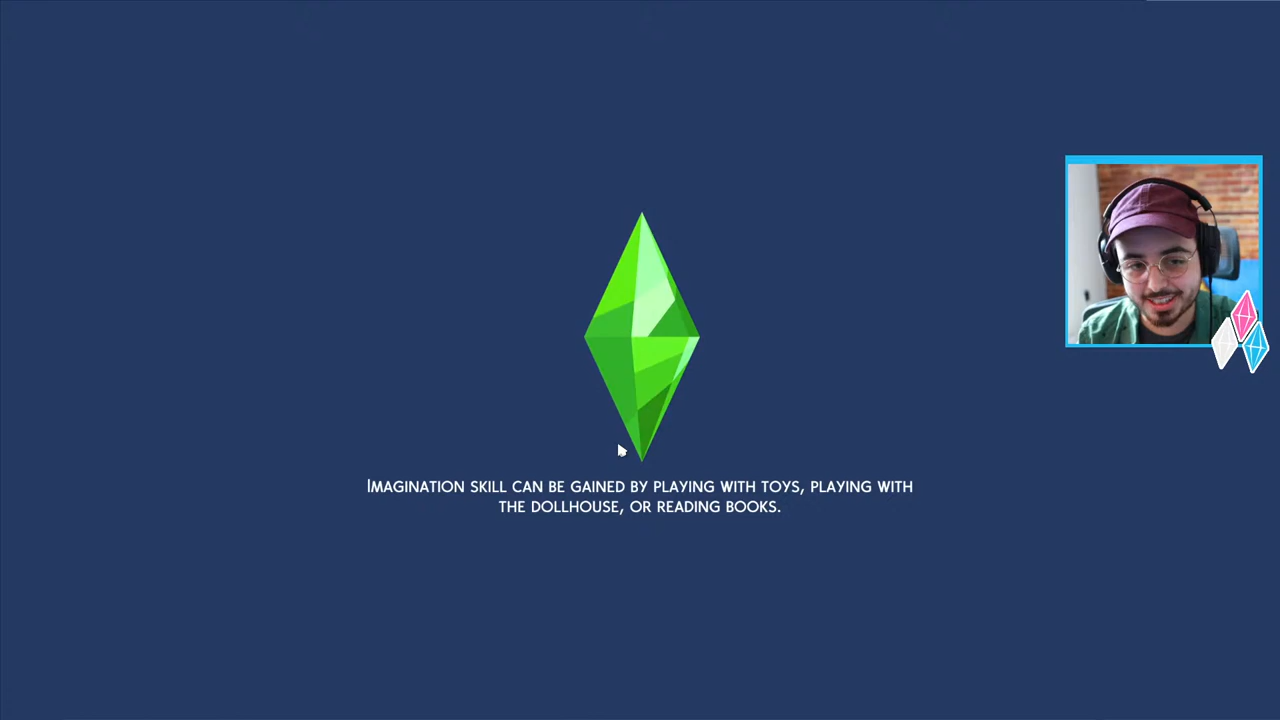 IMAGINATION SKILL CAN BE GAINED BY PLAYING WITH TOYS, PLAYING WITH
THE DOLLHOUSE, OR READING BOOKS.